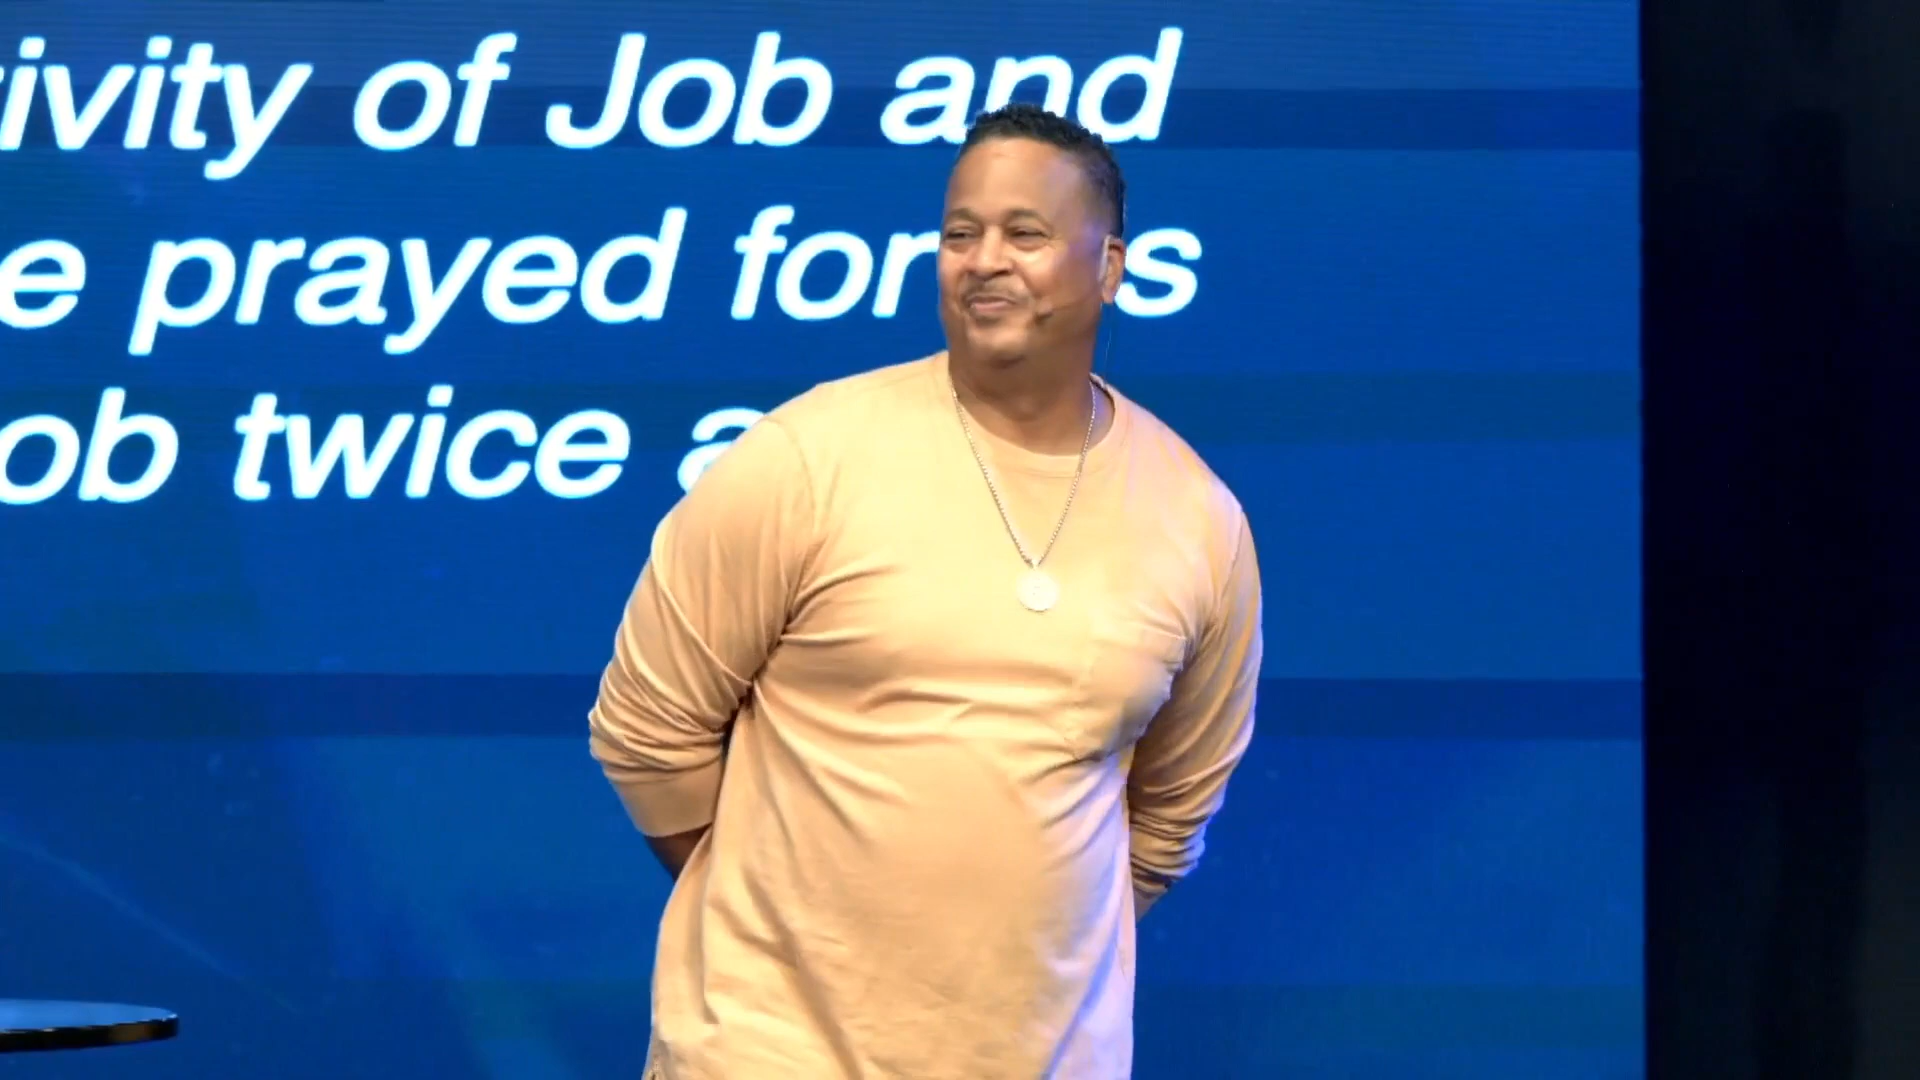 ivity of Job and
e prayed for s
ob twice a